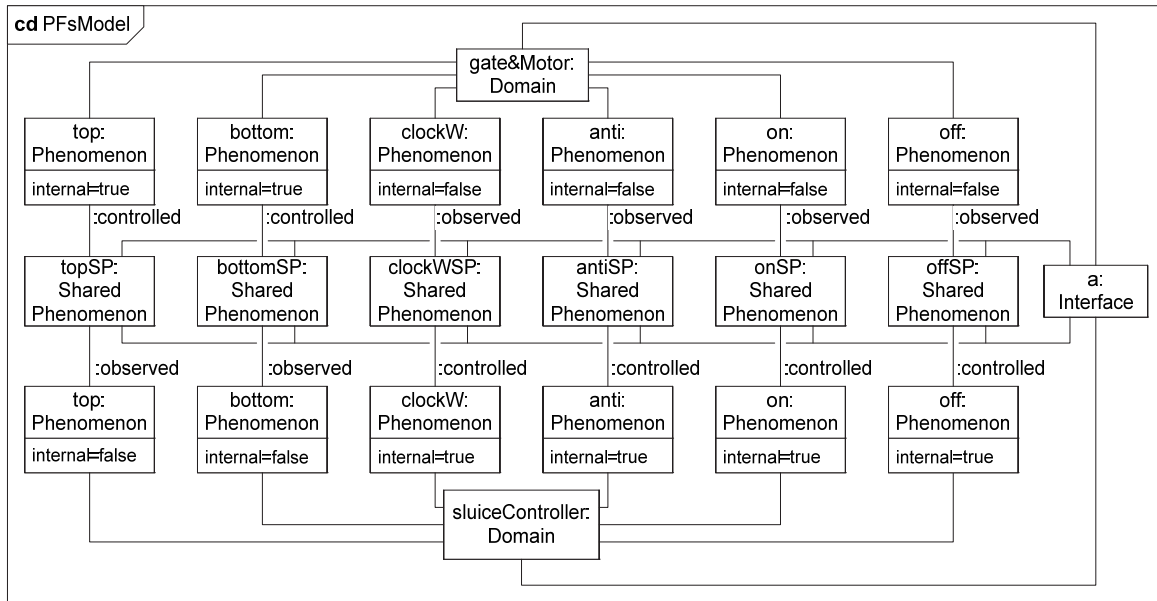 cd PFsModel
gate&Motor:
Domain
top:
Phenomenon
internal=true
bottom:
Phenomenon
internal=true
clockW:
Phenomenon
internal=false
anti:
Phenomenon
internal=false
on:
Phenomenon
internal=false
off:
Phenomenon
internal=false
:controlled
:controlled
:observed
:observed
:observed
:observed
topSP:
Shared
Phenomenon
bottomSP:
Shared
Phenomenon
clockWSP:
Shared
Phenomenon
antiSP:
Shared
Phenomenon
onSP:
Shared
Phenomenon
offSP:
Shared
Phenomenon
a:
Interface
:observed
:observed
:controlled
:controlled
:controlled
:controlled
top:
Phenomenon
internal=false
bottom:
Phenomenon
internal=false
clockW:
Phenomenon
internal=true
anti:
Phenomenon
internal=true
on:
Phenomenon
internal=true
off:
Phenomenon
internal=true
sluiceController:
Domain